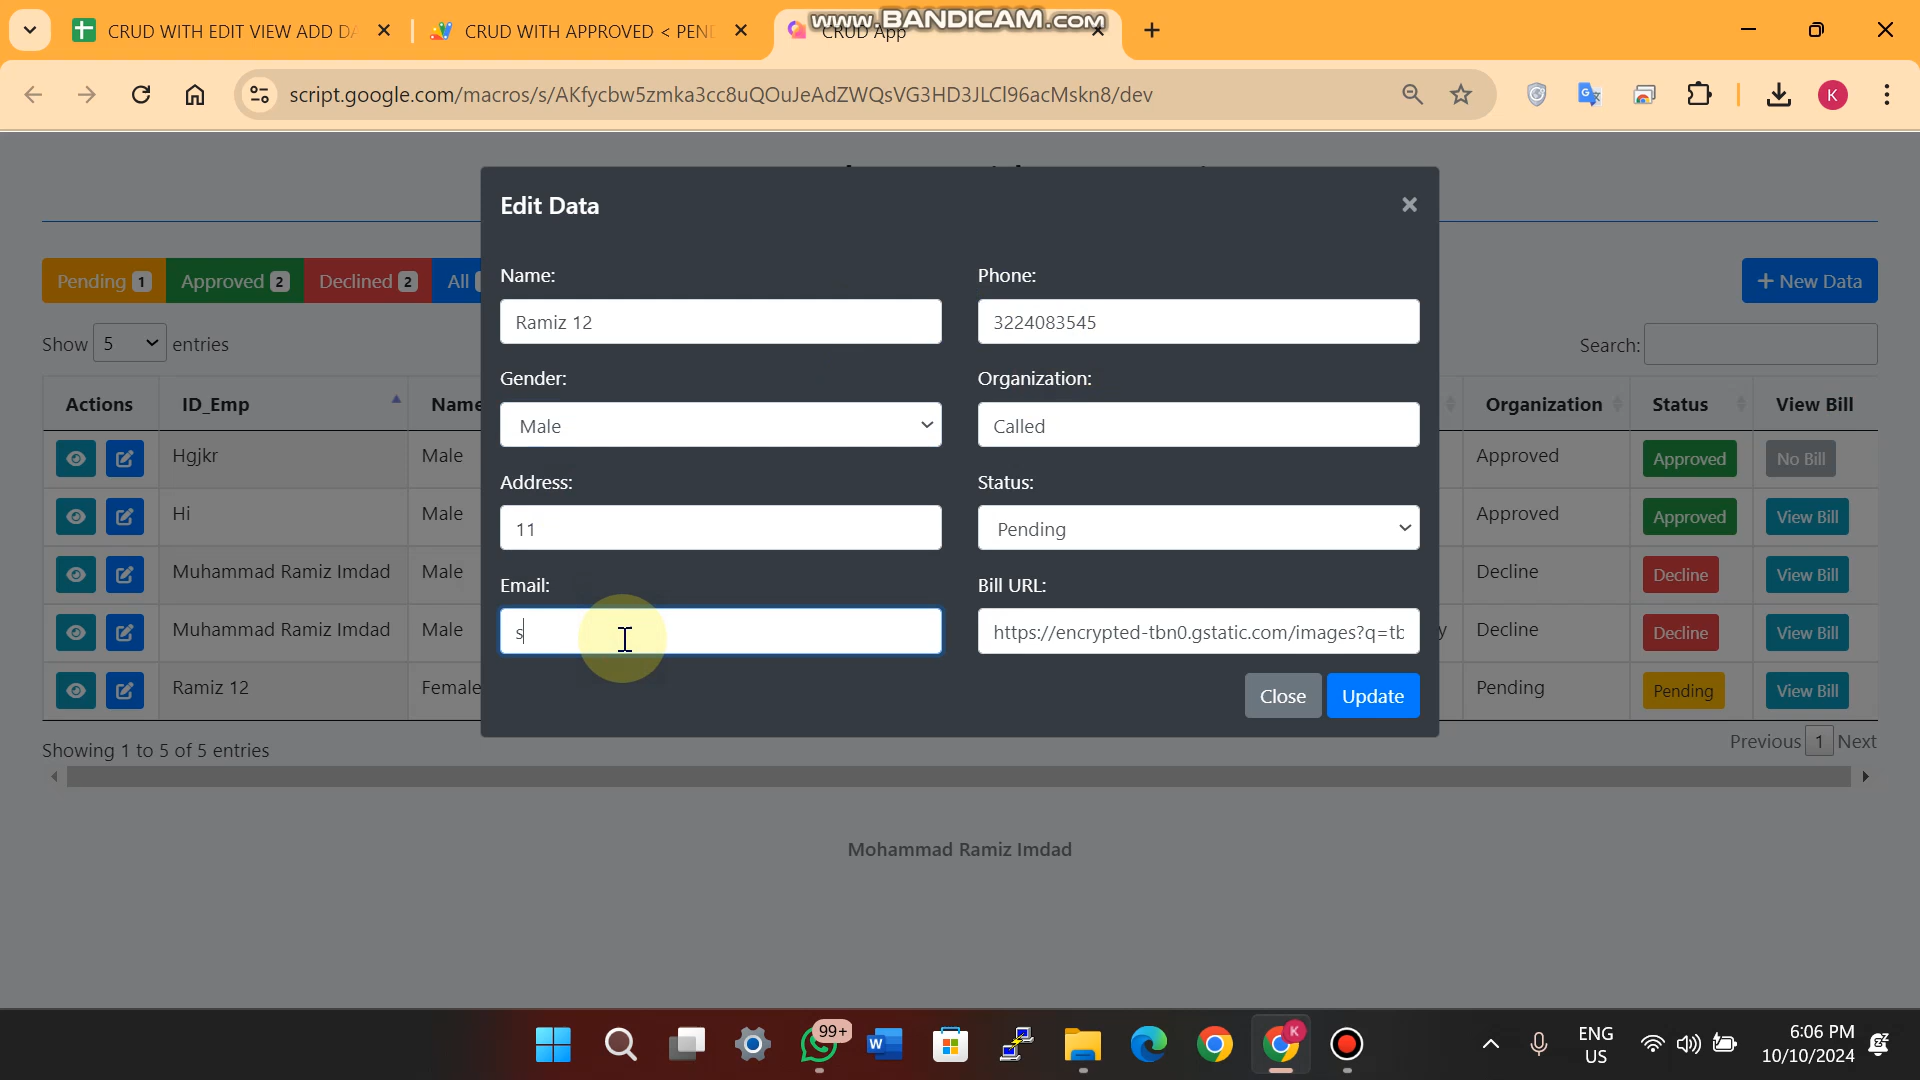 www.BANDICAM.com
CRUD WITH EDIT VIEW ADD DA
CRUD WITH APPROVED < PEND
CRUD App
script.google.com/macros/s/AKfycbw5zmka3cc8uQOuJeAdZWQsVG3HD3JLCl96acMskn8/dev
K
Edit Data
Name:
Phone:
Ramiz 12
3224083545
Gender:
Organization:
Male
Called
Address:
Status:
11
Pending
Email:
Bill URL:
s
https://encrypted-tbn0.gstatic.com/images?q=tb
Close
Update
Pending 1
Approved 2
Declined 2
All
+ New Data
Show 5 entries
Search:
Actions ID_Emp Name Organization Status View Bill
Hgjkr Male Approved Approved No Bill
Hi Male Approved Approved View Bill
Muhammad Ramiz Imdad Male Decline Decline View Bill
Muhammad Ramiz Imdad Male y Decline Decline View Bill
Ramiz 12 Female Pending Pending View Bill
Showing 1 to 5 of 5 entries
Previous 1 Next
Mohammad Ramiz Imdad
99+
W
K
ENG
US
6:06 PM
10/10/2024